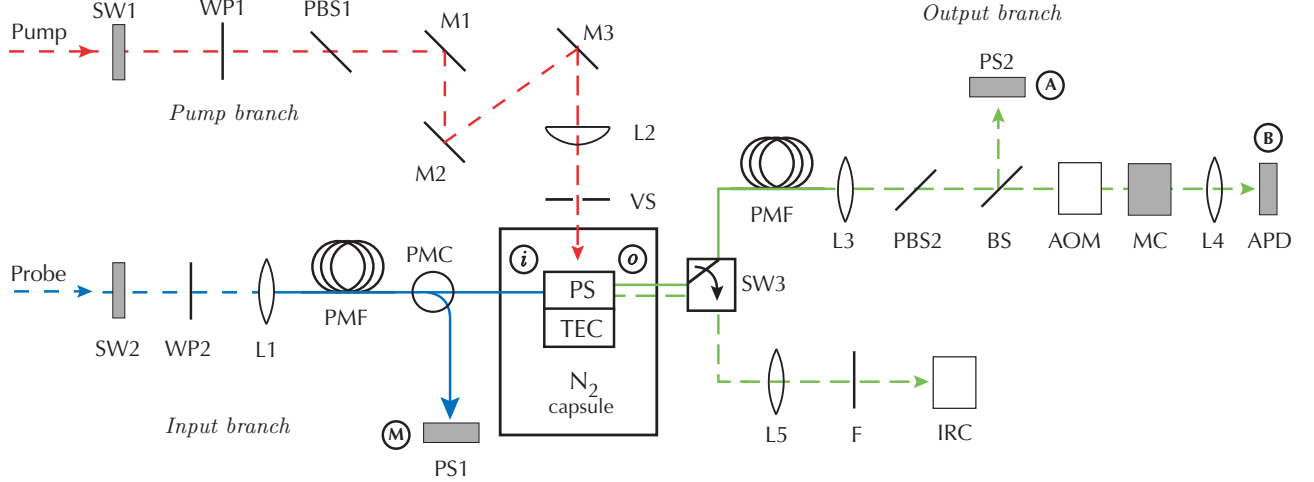 SW1
WP1
PBS1
M1
M3
Output branch
Pump
PS2
A
Pump branch
M2
L2
B
VS
PMF
L3
PBS2
BS
AOM
MC
L4
APD
Probe
PMC
i
o
PS
SW3
TEC
SW2
WP2
L1
PMF
N2
capsule
Input branch
M
PS1
L5
F
IRC